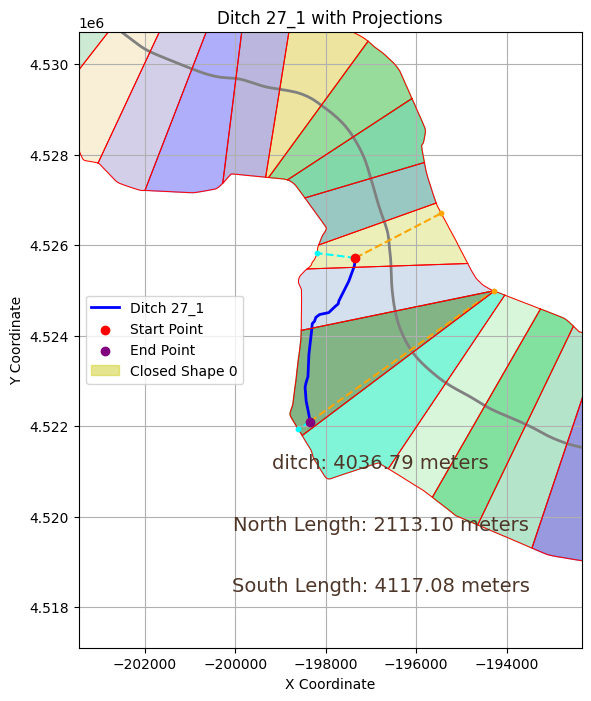 Ditch 27_1 with Projections
1e6
4.530
4.528
4.526
4.524
4.522
4.520
4.518
Y Coordinate
Ditch 27_1
Start Point
End Point
Closed Shape 0
ditch: 4036.79 meters
North Length: 2113.10 meters
South Length: 4117.08 meters
−202000 −200000 −198000 −196000 −194000
X Coordinate